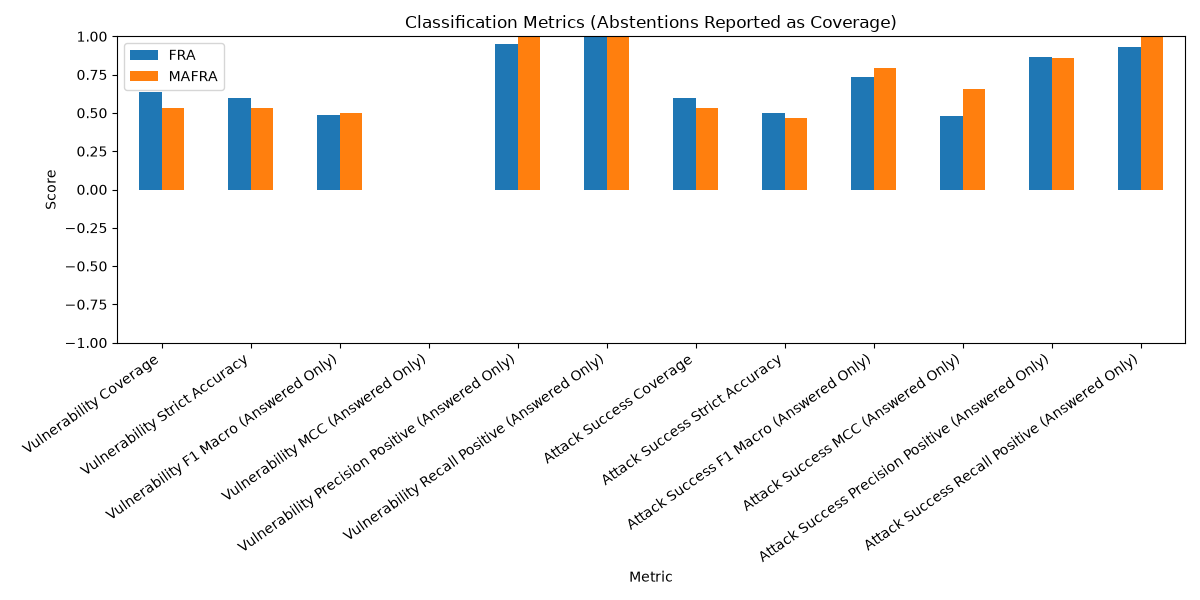 Classification Metrics (Abstentions Reported as Coverage)
FRA
MAFRA
Score
1.00
0.75
0.50
0.25
0.00
−0.25
−0.50
−0.75
−1.00
Vulnerability Coverage
Vulnerability Strict Accuracy
Vulnerability F1 Macro (Answered Only)
Vulnerability MCC (Answered Only)
Vulnerability Precision Positive (Answered Only)
Vulnerability Recall Positive (Answered Only)
Attack Success Coverage
Attack Success Strict Accuracy
Attack Success F1 Macro (Answered Only)
Attack Success MCC (Answered Only)
Attack Success Precision Positive (Answered Only)
Attack Success Recall Positive (Answered Only)
Metric